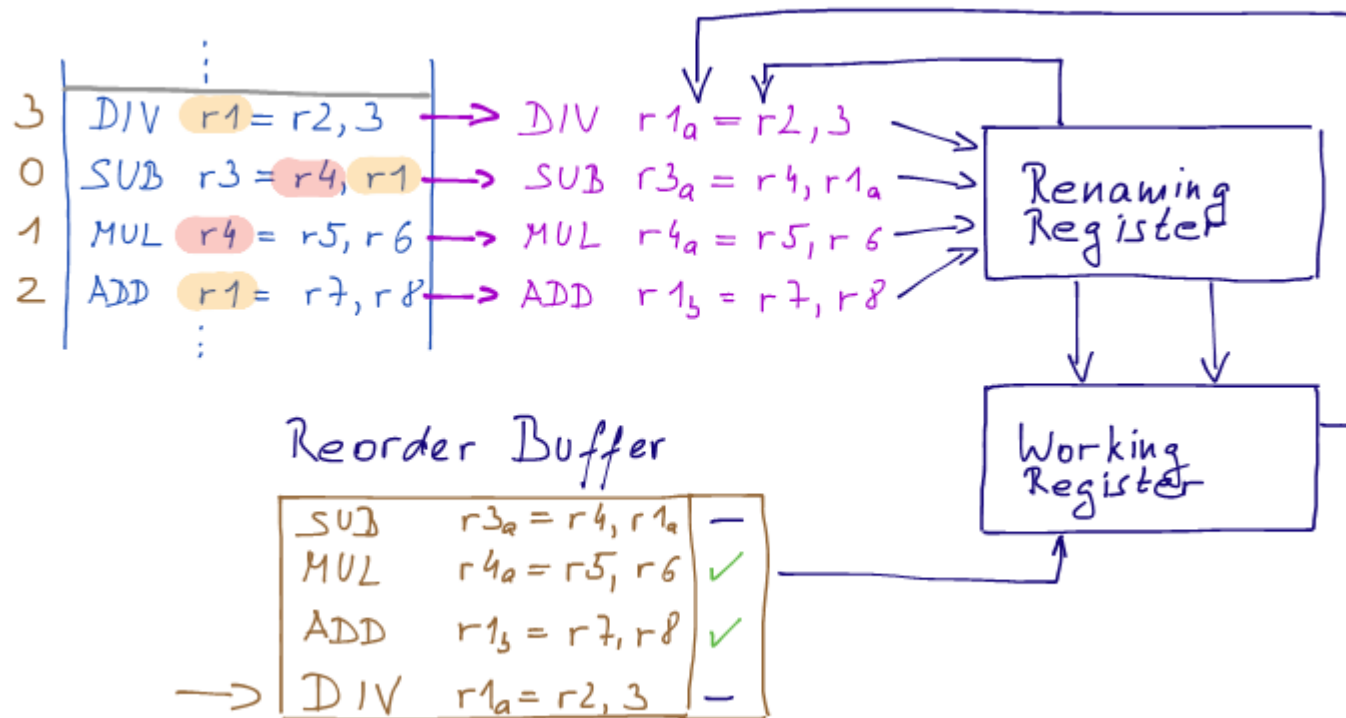 3 DIV r1 = r2, 3 → DIV r1a = r2, 3
0 SUB r3 = r4, r1 → SUB r3a = r4, r1a
1 MUL r4 = r5, r6 → MUL r4a = r5, r6
2 ADD r1 = r7, r8 → ADD r1b = r7, r8
Renaming
Register
Working
Register
Reorder Buffer
SUB r3a = r4, r1a –
MUL r4a = r5, r6 ✓
ADD r1b = r7, r8 ✓
→ DIV r1a = r2, 3 –